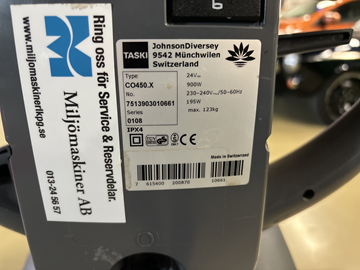 6
TASKI
JohnsonDiversey
9542 Münchwilen
Switzerland
Type
CO450.X
No.
7513903010661
Series
0108
IPX4
24V
900W
230-240V~/50-60Hz
195W
max. 123kg
Made in Switzerland
7 615400 200870 10661
Ring oss för Service & Reservdelar.
Miljömaskiner AB
www.miljomaskinerlkpg.se
013-24 56 57